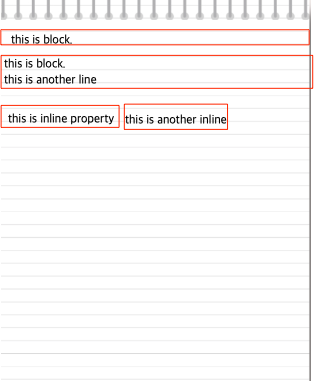 this is block.
this is block.
this is another line
this is inline property this is another inline